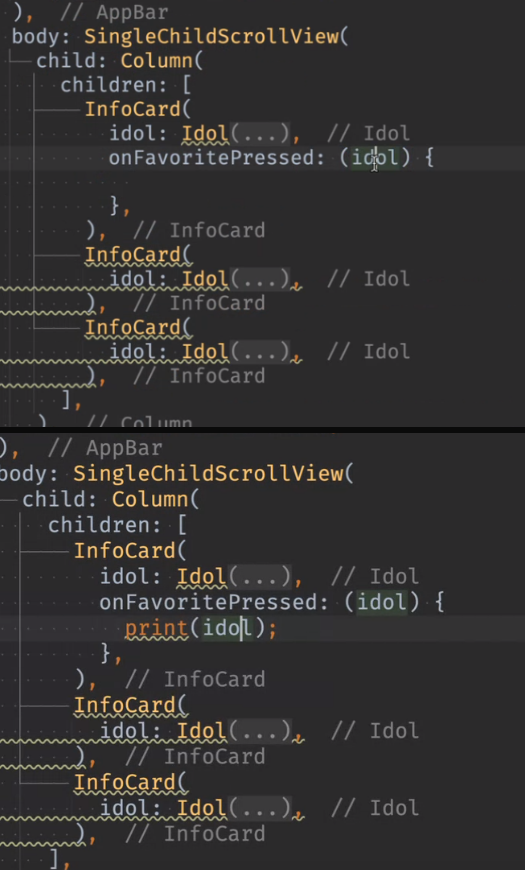 ), // AppBar
body: SingleChildScrollView(
child: Column(
children: [
InfoCard(
idol: Idol(...), // Idol
onFavoritePressed: (idol) {
},
), // InfoCard
InfoCard(
idol: Idol(...), // Idol
), // InfoCard
InfoCard(
idol: Idol(...), // Idol
), // InfoCard
],
) // Column
), // AppBar
body: SingleChildScrollView(
child: Column(
children: [
InfoCard(
idol: Idol(...), // Idol
onFavoritePressed: (idol) {
print(idol);
},
), // InfoCard
InfoCard(
idol: Idol(...), // Idol
), // InfoCard
InfoCard(
idol: Idol(...), // Idol
), // InfoCard
],